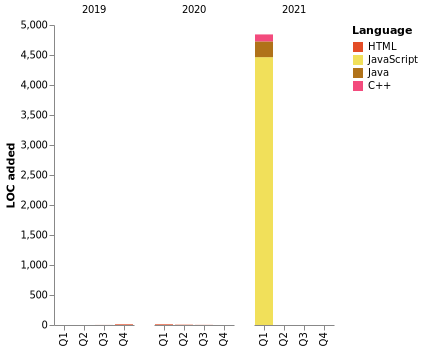 2019 2020 2021
Language
HTML
JavaScript
Java
C++
LOC added
5,000
4,500
4,000
3,500
3,000
2,500
2,000
1,500
1,000
500
0
Q1 Q2 Q3 Q4 Q1 Q2 Q3 Q4 Q1 Q2 Q3 Q4